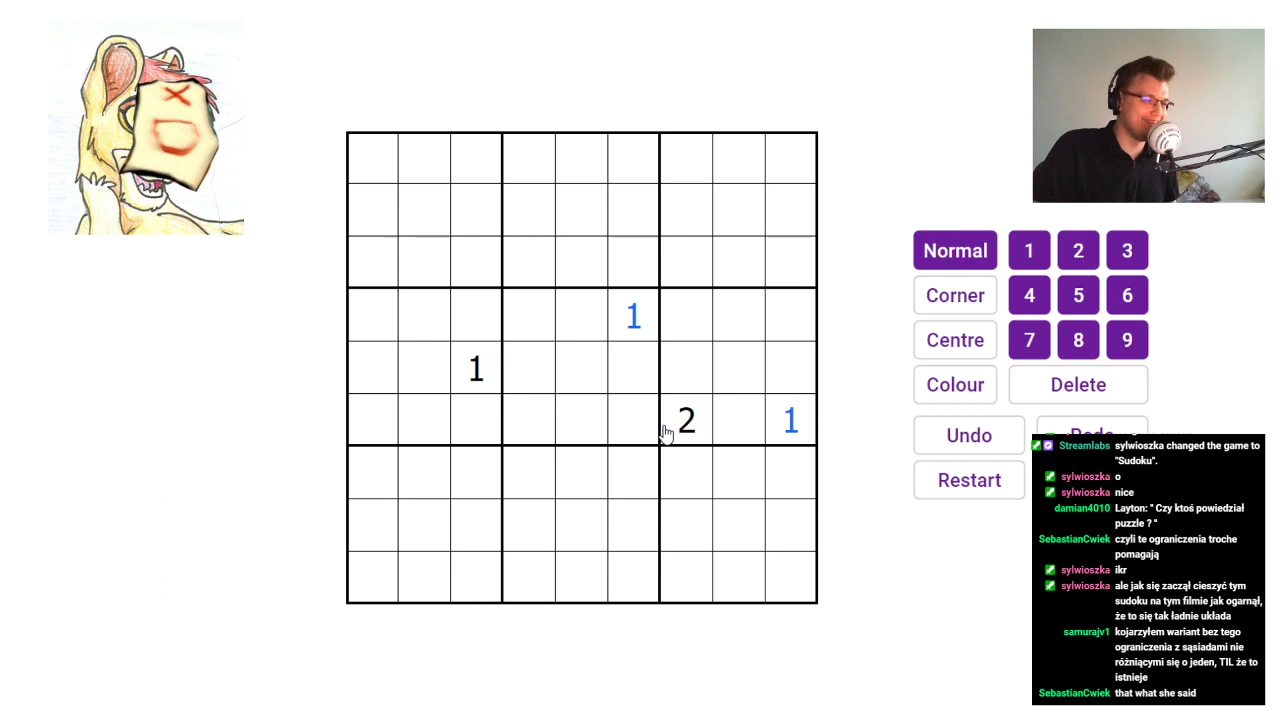 1
1
2 1
Normal 1 2 3
Corner 4 5 6
Centre 7 8 9
Colour Delete
Undo
Restart
Streamlabs sylwioszka changed the game to
"Sudoku".
sylwioszka o
sylwioszka nice
damian4010 Layton: " Czy ktoś powiedział
puzzle ? "
SebastianCwiek czyli te ograniczenia troche
pomagają
sylwioszka ikr
sylwioszka ale jak się zaczął cieszyć tym
sudoku na tym filmie jak ogarnął,
że to się tak ładnie układa
samurajv1 kojarzyłem wariant bez tego
ograniczenia z sąsiadami nie
różniącymi się o jeden, TIL że to
istnieje
SebastianCwiek that what she said